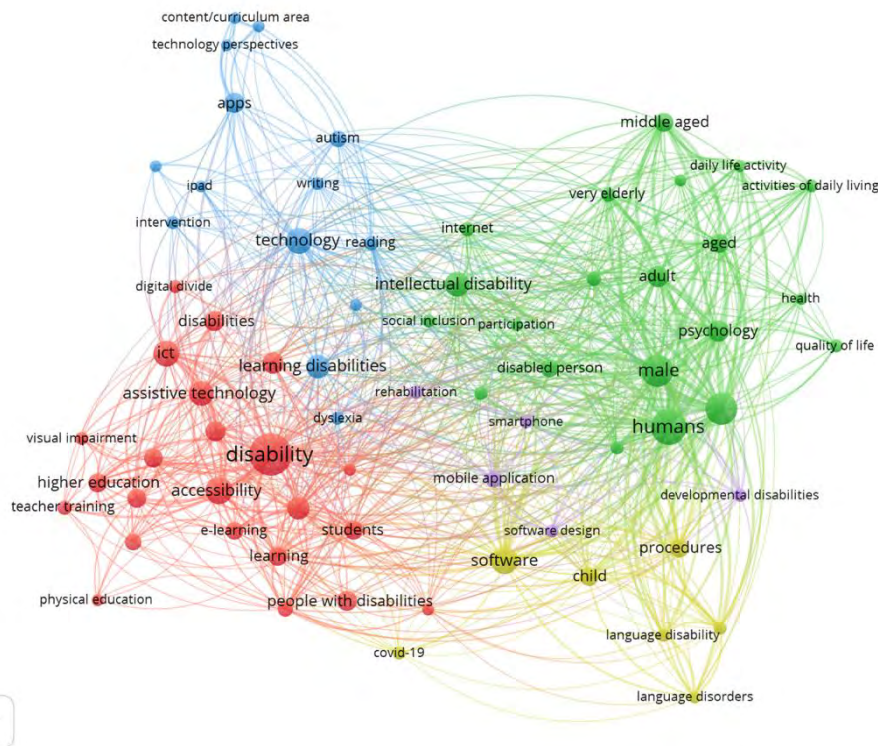 content/curriculum area
technology perspectives
apps
autism
middle aged
daily life activity
ipad
writing
very elderly
activities of daily living
intervention
technology
reading
internet
aged
digital divide
intellectual disability
adult
health
disabilities
social inclusion
participation
psychology
quality of life
ict
learning disabilities
disabled person
male
assistive technology
rehabilitation
dyslexia
smartphone
humans
visual impairment
disability
higher education
accessibility
mobile application
developmental disabilities
teacher training
e-learning
students
software design
learning
software
procedures
child
physical education
people with disabilities
language disability
covid-19
language disorders